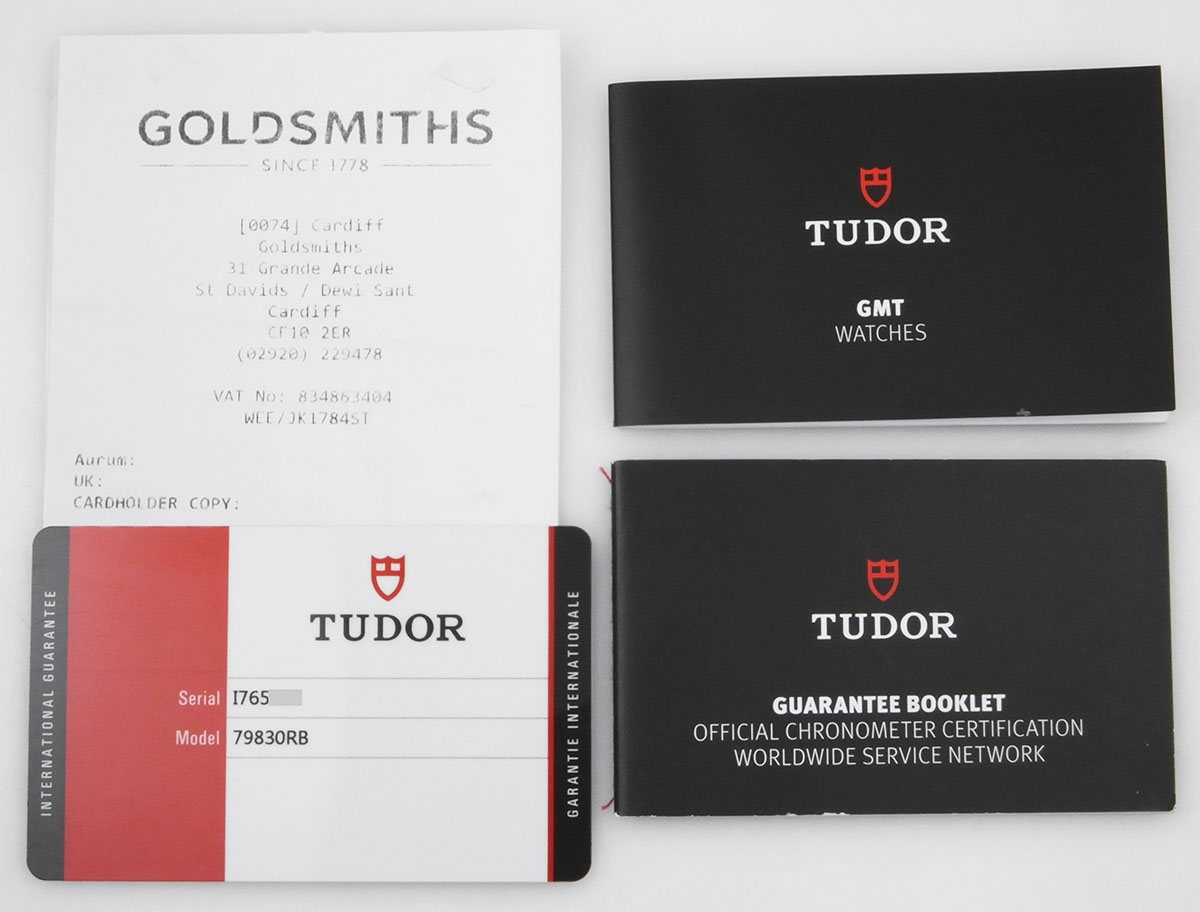 GOLDSMITHS
SINCE 1778
[0074] Cardiff
Goldsmiths
31 Grande Arcade
St Davids / Dewi Sant
Cardiff
CF10 2ER
(02920) 229478
VAT No: 834863404
WEE/JK1784ST
Aurum:
UK:
CARDHOLDER COPY:
INTERNATIONAL GUARANTEE
TUDOR
Serial I765
Model 79830RB
GARANTIE INTERNATIONALE
TUDOR
GMT
WATCHES
TUDOR
GUARANTEE BOOKLET
OFFICIAL CHRONOMETER CERTIFICATION
WORLDWIDE SERVICE NETWORK